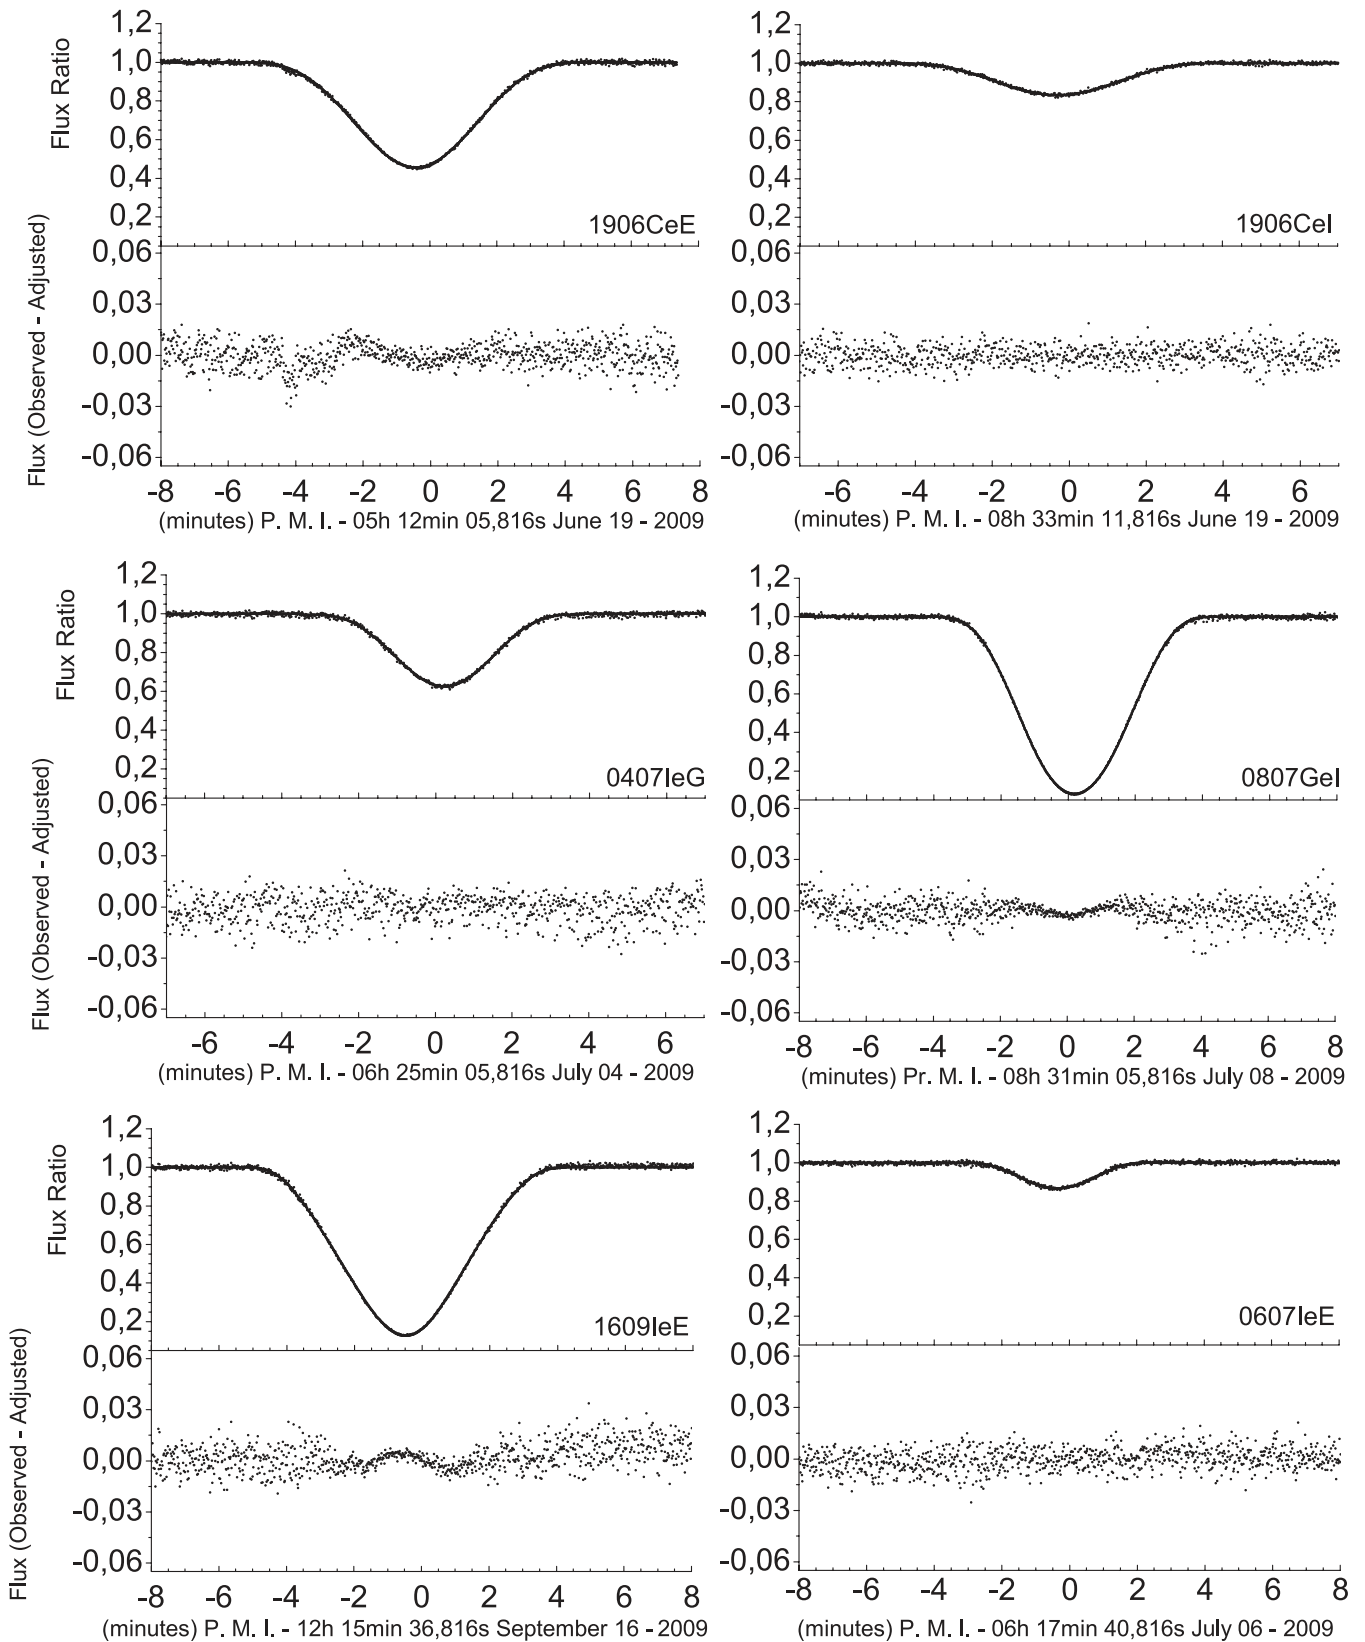 Flux Ratio
1,2
1,0
0,8
0,6
0,4
0,2
1906CeE
Flux (Observed - Adjusted)
0,06
0,03
0,00
-0,03
-0,06
-8 -6 -4 -2 0 2 4 6 8
(minutes) P. M. I. - 05h 12min 05,816s June 19 - 2009
1,2
1,0
0,8
0,6
0,4
0,2
1906CeI
0,06
0,03
0,00
-0,03
-0,06
-6 -4 -2 0 2 4 6
(minutes) P. M. I. - 08h 33min 11,816s June 19 - 2009
Flux Ratio
1,2
1,0
0,8
0,6
0,4
0,2
0407IeG
Flux (Observed - Adjusted)
0,06
0,03
0,00
-0,03
-0,06
-6 -4 -2 0 2 4 6
(minutes) P. M. I. - 06h 25min 05,816s July 04 - 2009
1,2
1,0
0,8
0,6
0,4
0,2
0807GeI
0,06
0,03
0,00
-0,03
-0,06
-8 -6 -4 -2 0 2 4 6 8
(minutes) Pr. M. I. - 08h 31min 05,816s July 08 - 2009
Flux Ratio
1,2
1,0
0,8
0,6
0,4
0,2
1609IeE
Flux (Observed - Adjusted)
0,06
0,03
0,00
-0,03
-0,06
-8 -6 -4 -2 0 2 4 6 8
(minutes) P. M. I. - 12h 15min 36,816s September 16 - 2009
1,2
1,0
0,8
0,6
0,4
0,2
0607IeE
0,06
0,03
0,00
-0,03
-0,06
-8 -6 -4 -2 0 2 4 6 8
(minutes) P. M. I. - 06h 17min 40,816s July 06 - 2009